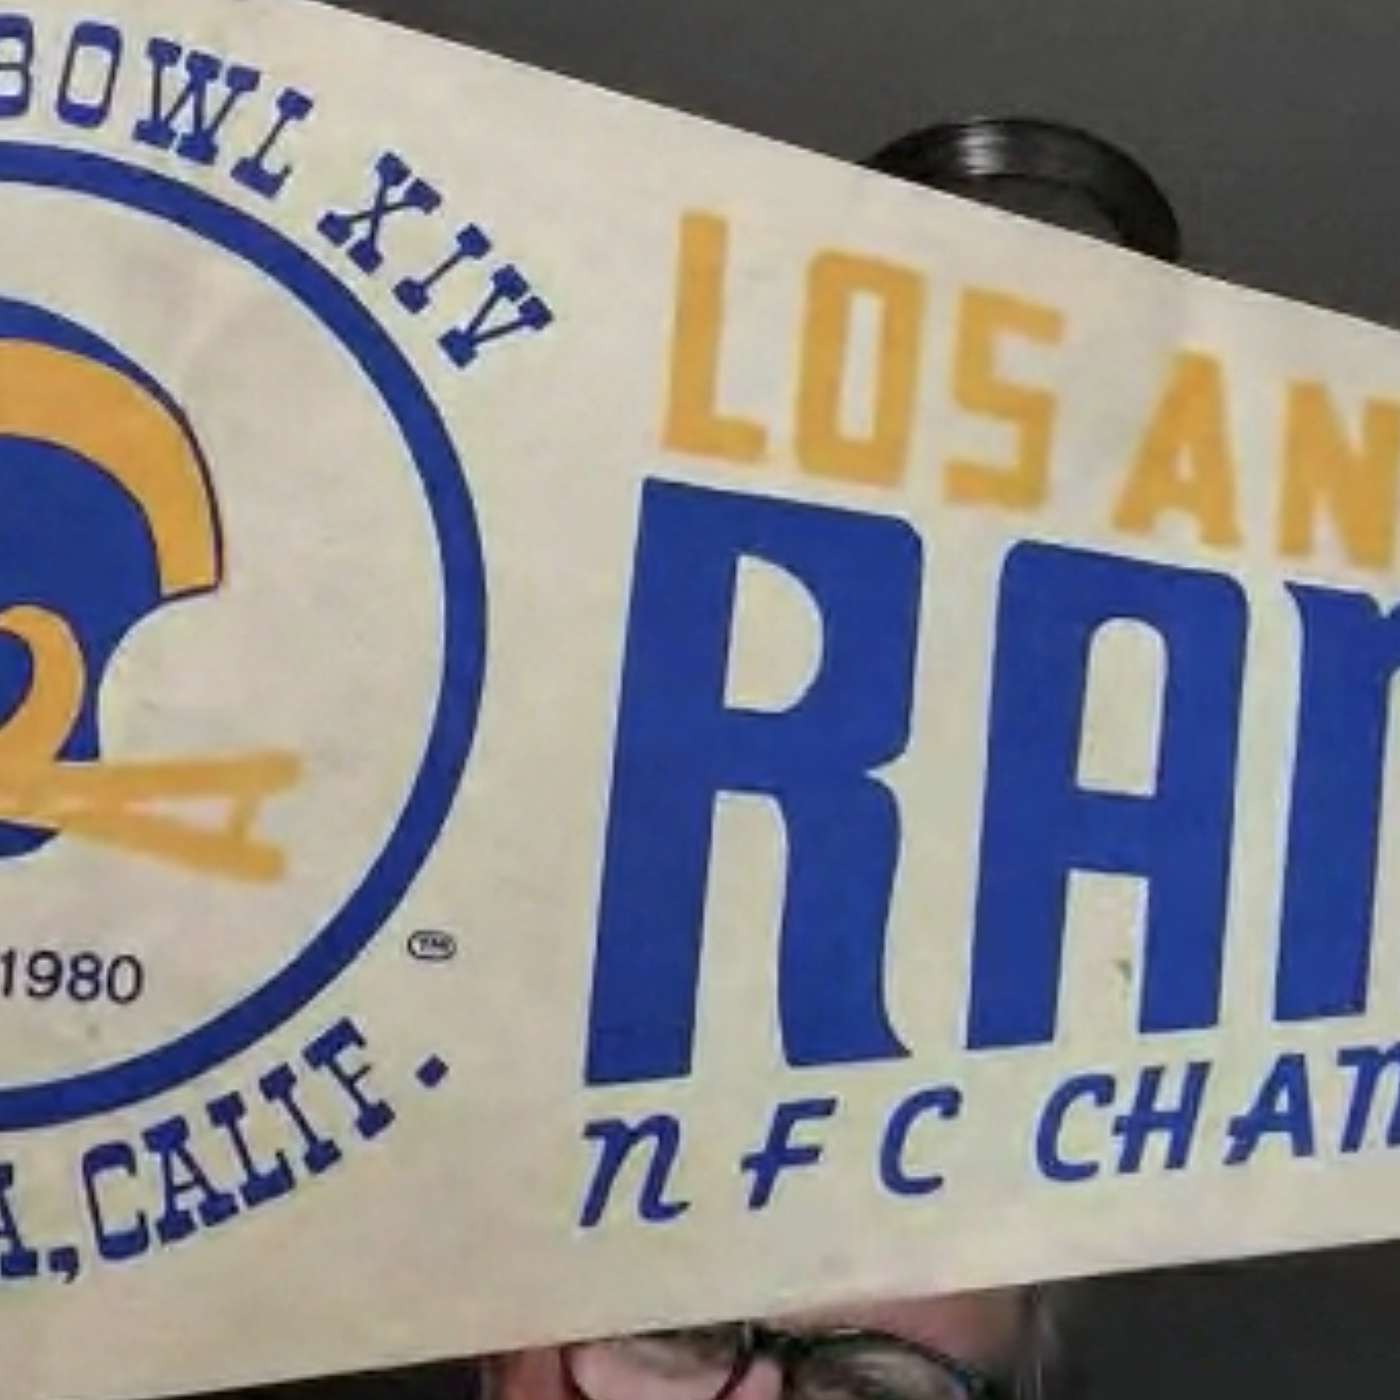 BOWL XIV
1980
TM
A, CALIF.
LOS AN
RAM
NFC CHAM